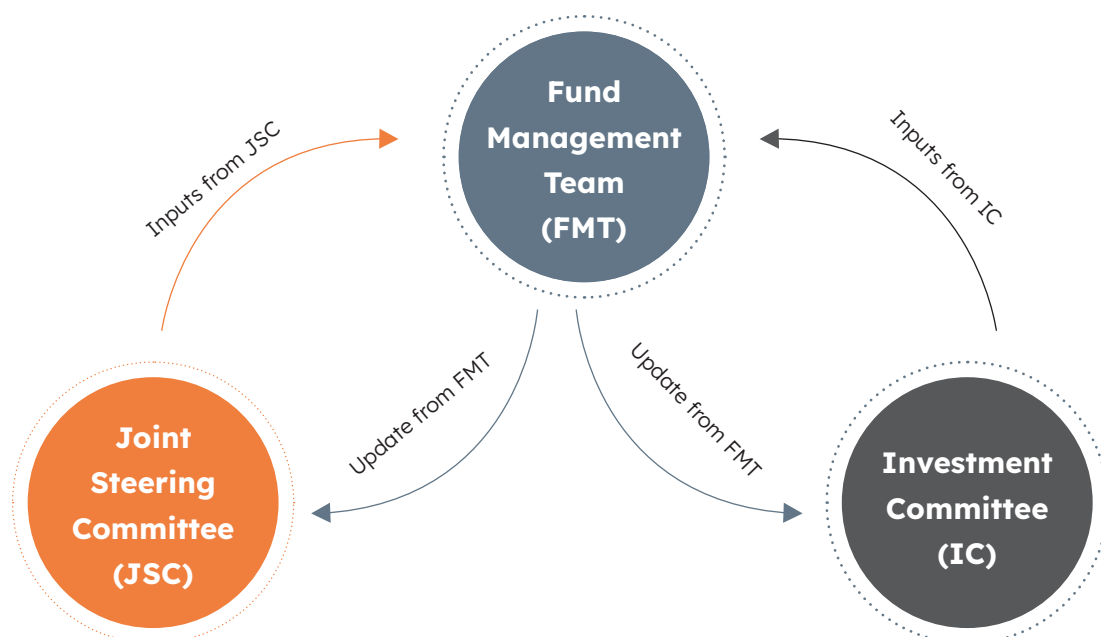 Fund
Management
Team
(FMT)
Inputs from JSC
Inputs from IC
Update from FMT
Update from FMT
Joint
Steering
Committee
(JSC)
Investment
Committee
(IC)